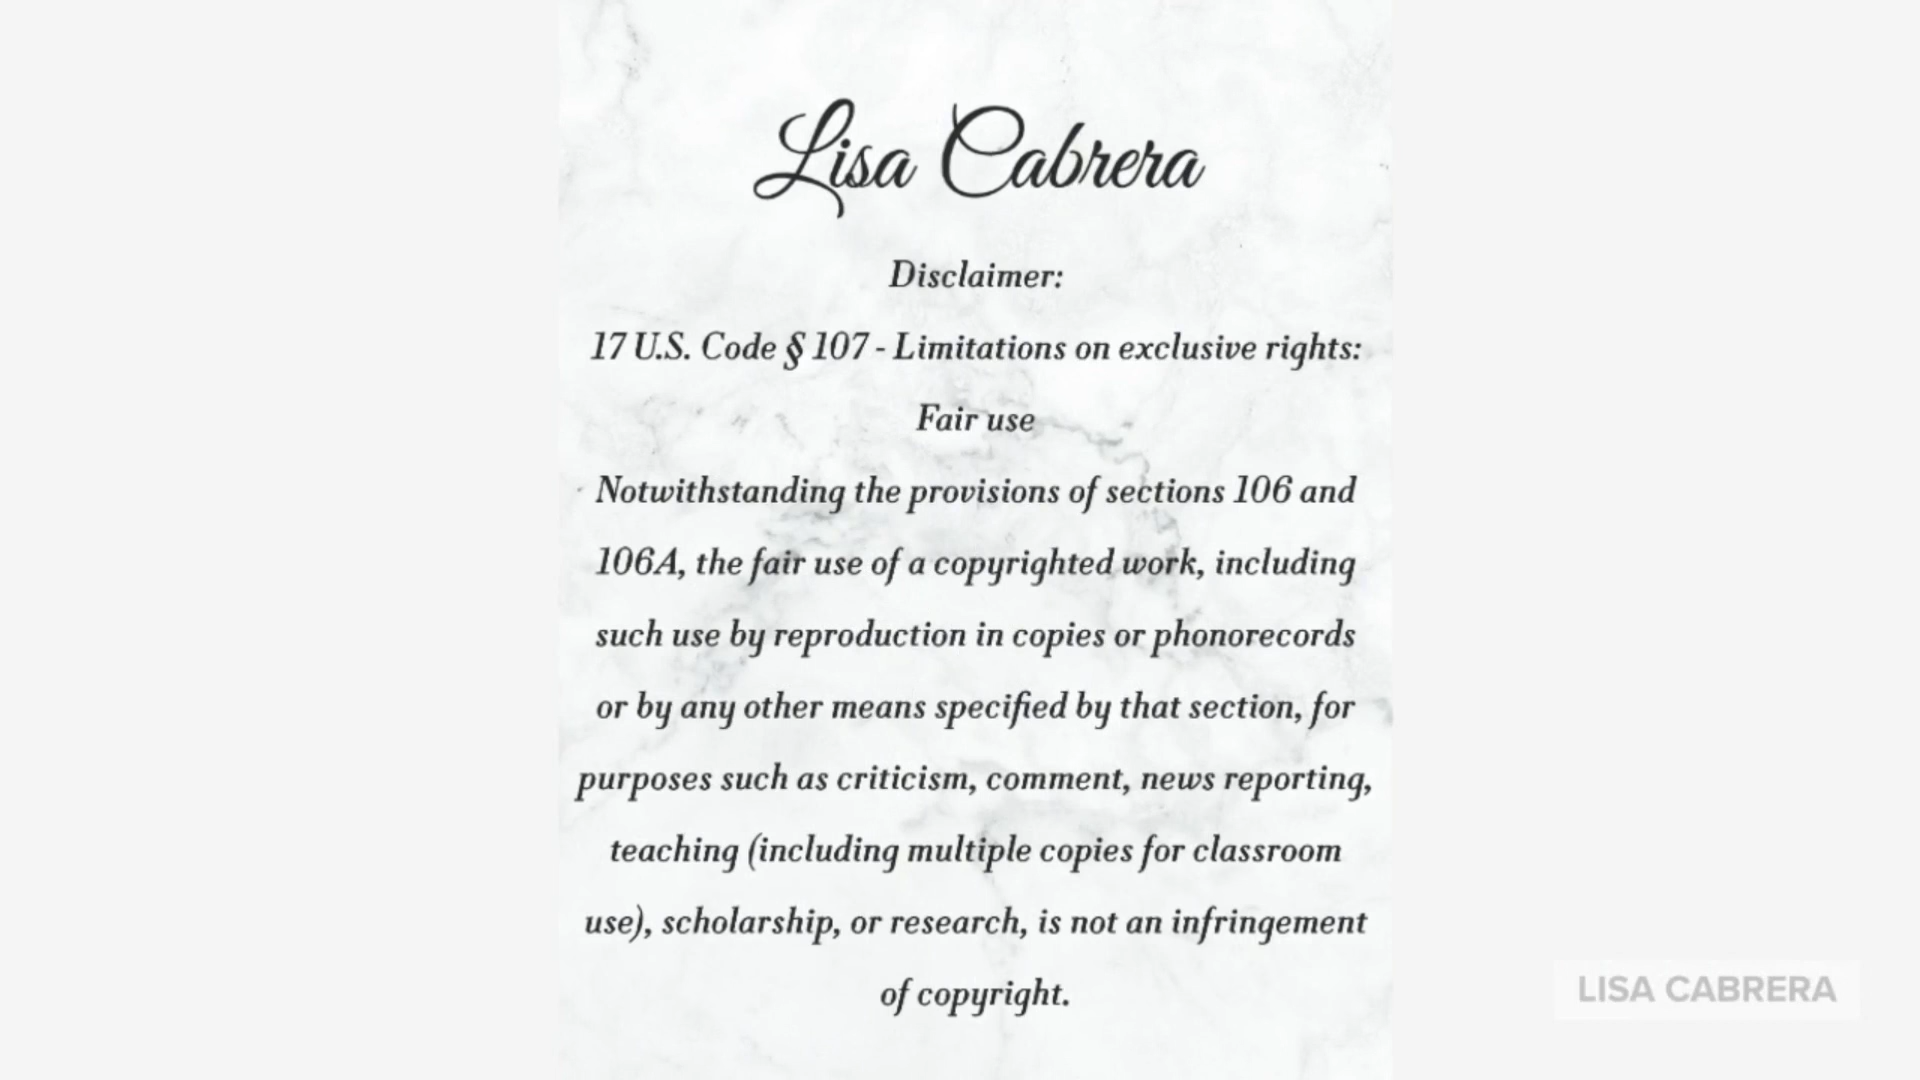 Lisa Cabrera
Disclaimer:
17 U.S. Code § 107 - Limitations on exclusive rights:
Fair use
Notwithstanding the provisions of sections 106 and
106A, the fair use of a copyrighted work, including
such use by reproduction in copies or phonorecords
or by any other means specified by that section, for
purposes such as criticism, comment, news reporting,
teaching (including multiple copies for classroom
use), scholarship, or research, is not an infringement
of copyright.
LISA CABRERA